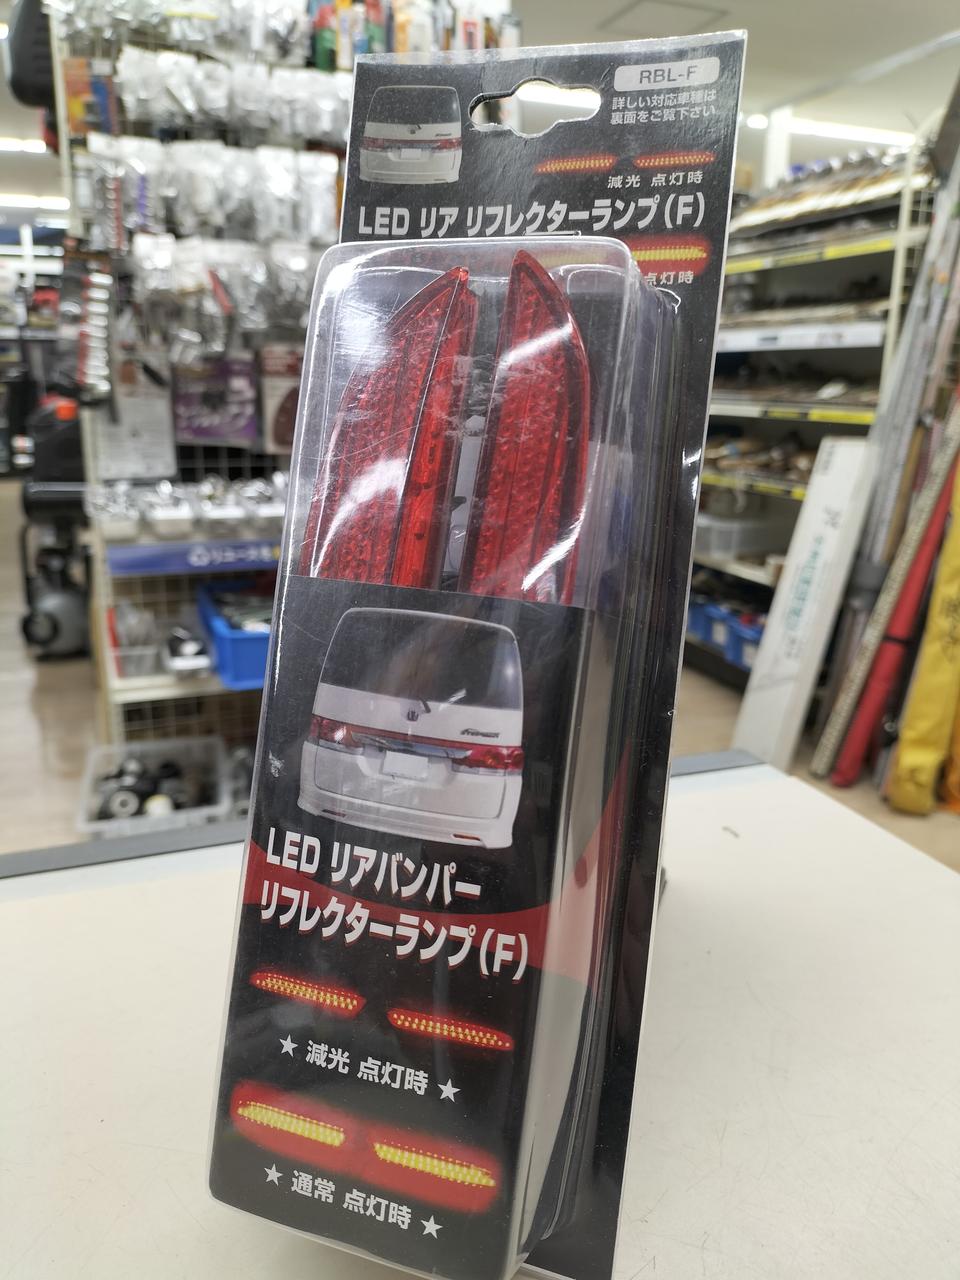 RBL-F
詳しい対応車種は
裏面をご覧下さい
減光 点灯時
LED リア リフレクターランプ(F)
点灯時
LED リアバンパー
リフレクターランプ(F)
★ 減光 点灯時 ★
★ 通常 点灯時 ★